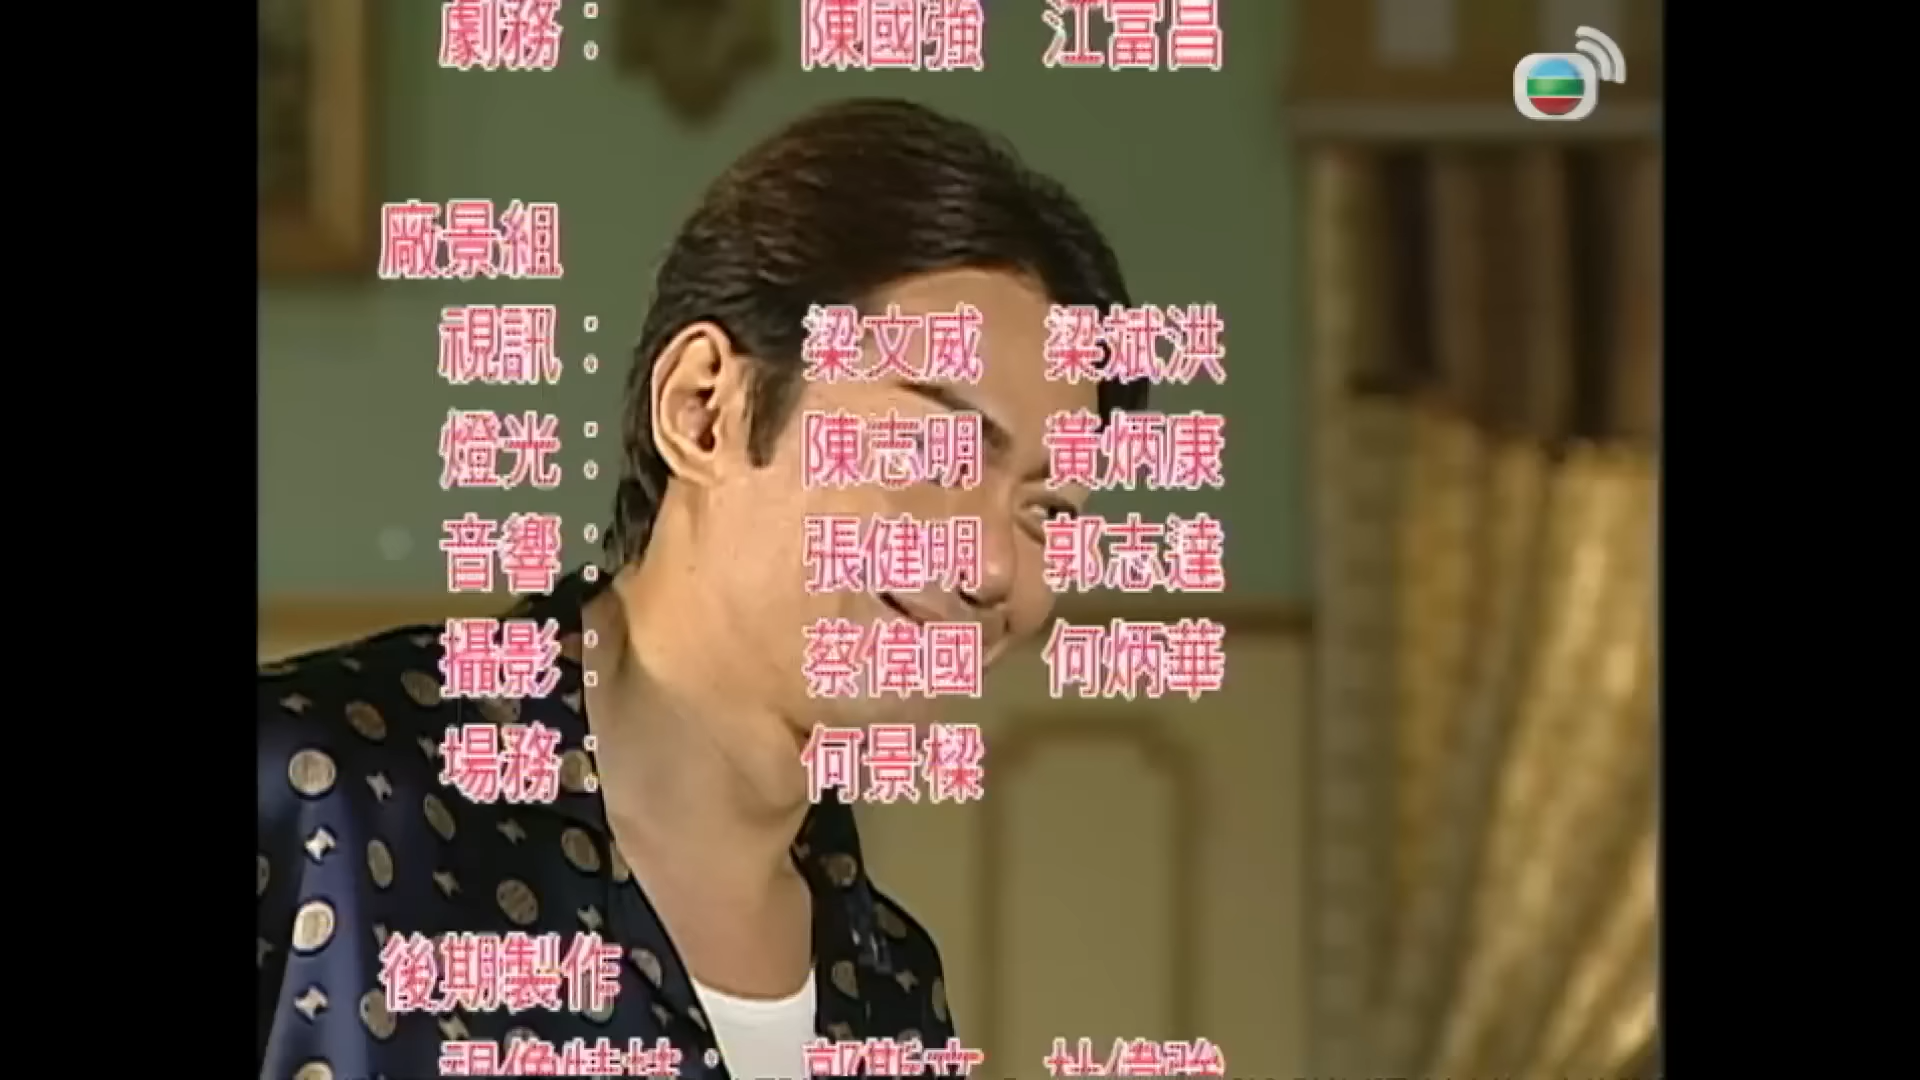 劇務： 陳國強 江富昌
廠景組
視訊： 梁文威 梁斌洪
燈光： 陳志明 黃炳康
音響： 張健明 郭志達
攝影： 蔡偉國 何炳華
場務： 何景樑
後期製作